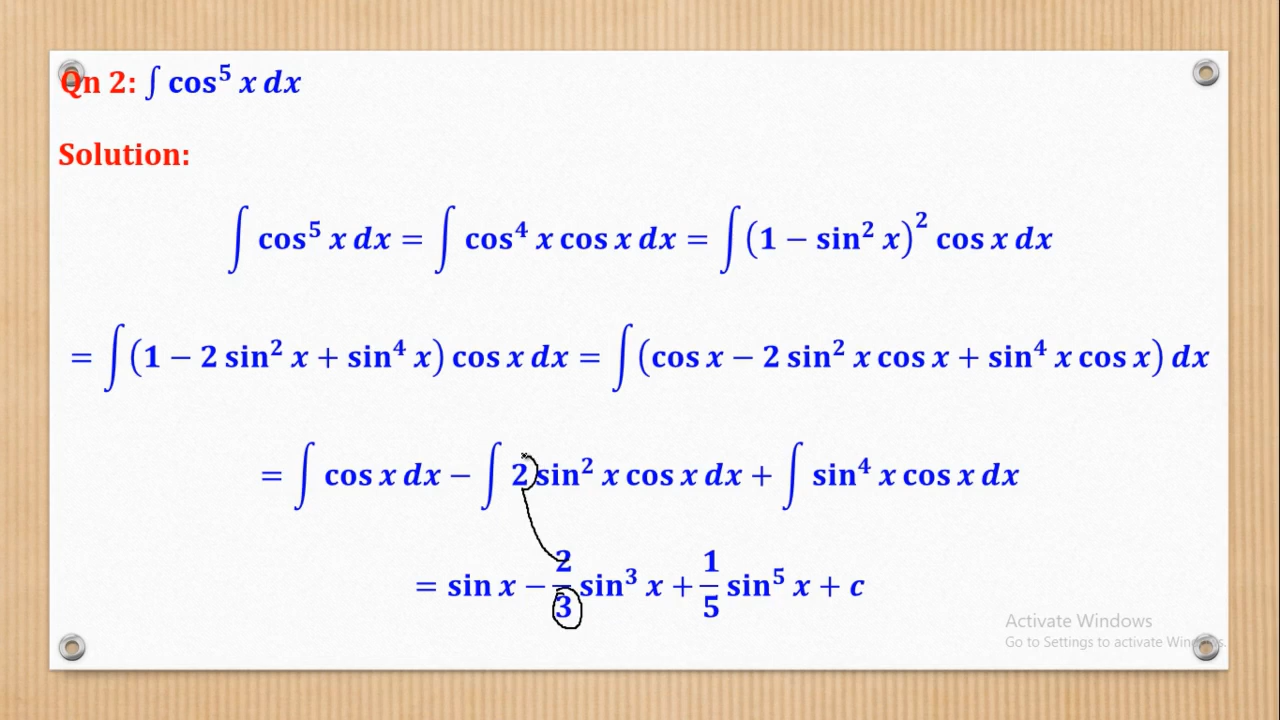 Qn 2: ∫ cos⁵ x dx
Solution:
∫ cos⁵ x dx = ∫ cos⁴ x cos x dx = ∫ (1 − sin² x)² cos x dx
= ∫ (1 − 2 sin² x + sin⁴ x) cos x dx = ∫ (cos x − 2 sin² x cos x + sin⁴ x cos x) dx
= ∫ cos x dx − ∫ 2 sin² x cos x dx + ∫ sin⁴ x cos x dx
= sin x − 2/3 sin³ x + 1/5 sin⁵ x + c
Activate Windows
Go to Settings to activate Windows.